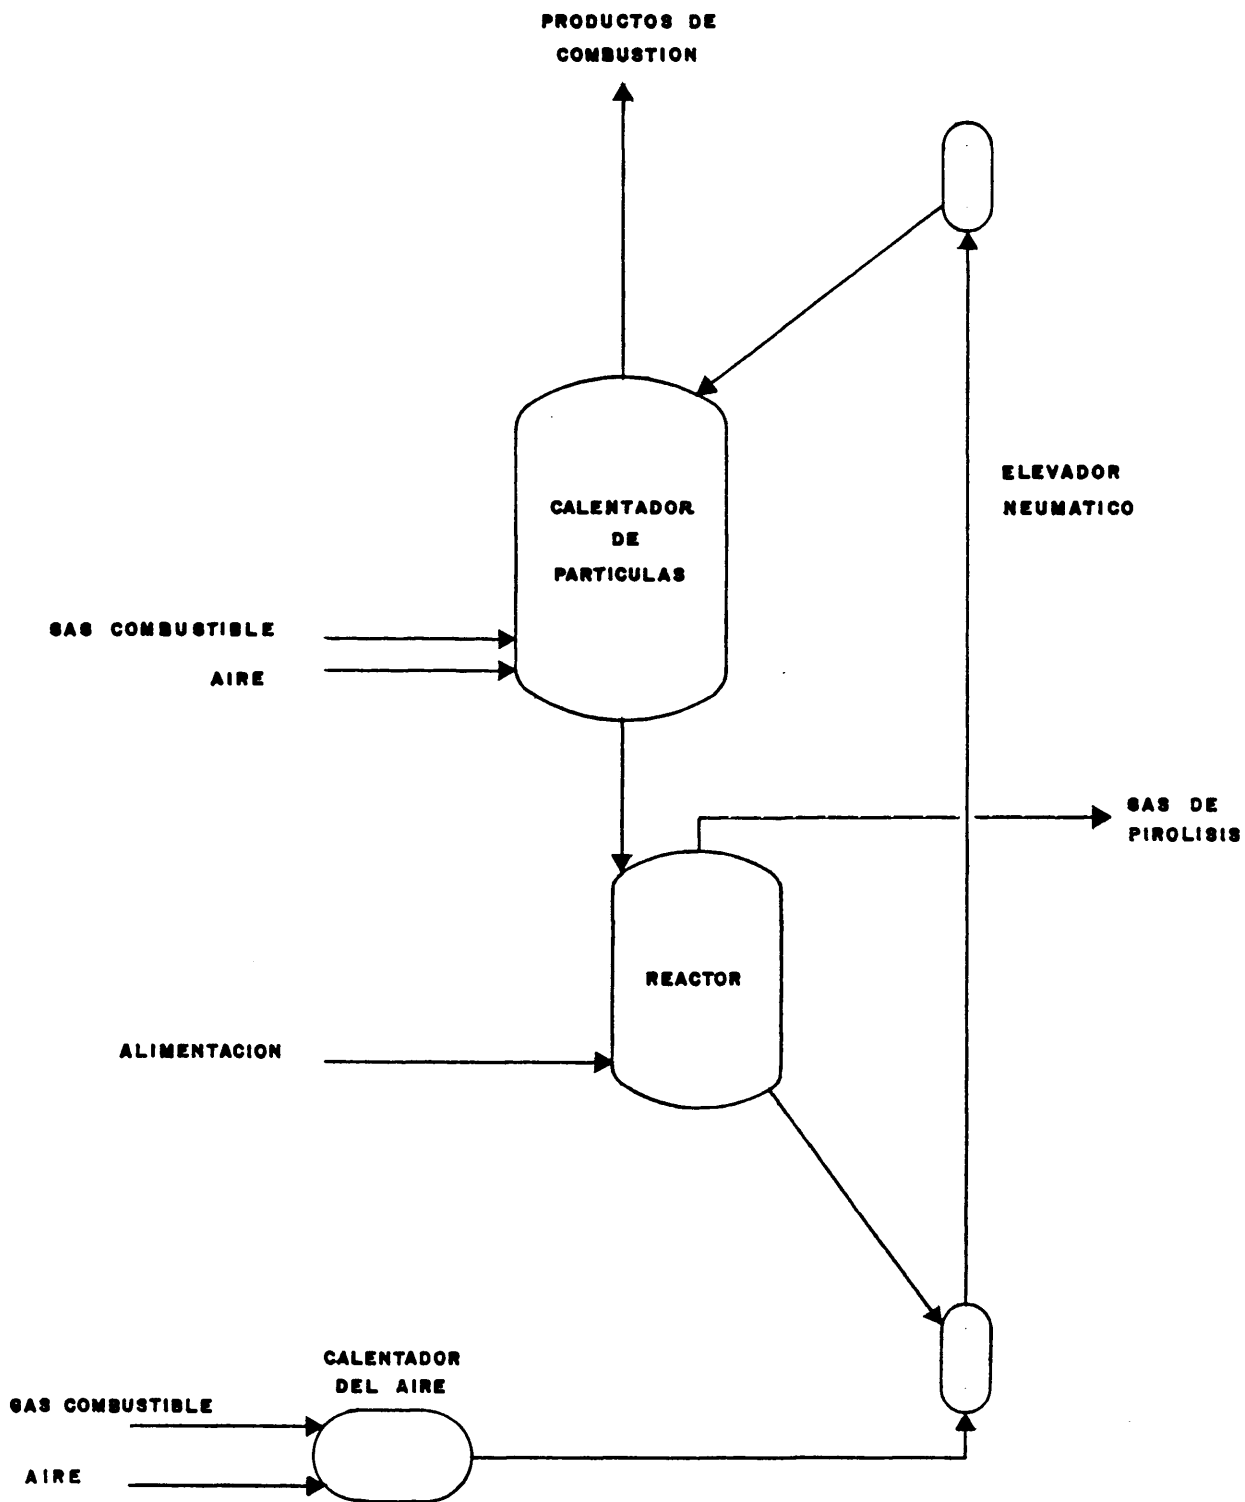 PRODUCTOS DE
COMBUSTION
ELEVADOR
NEUMATICO
CALENTADOR
DE
PARTICULAS
GAS COMBUSTIBLE
AIRE
GAS DE
PIROLISIS
REACTOR
ALIMENTACION
CALENTADOR
DEL AIRE
GAS COMBUSTIBLE
AIRE